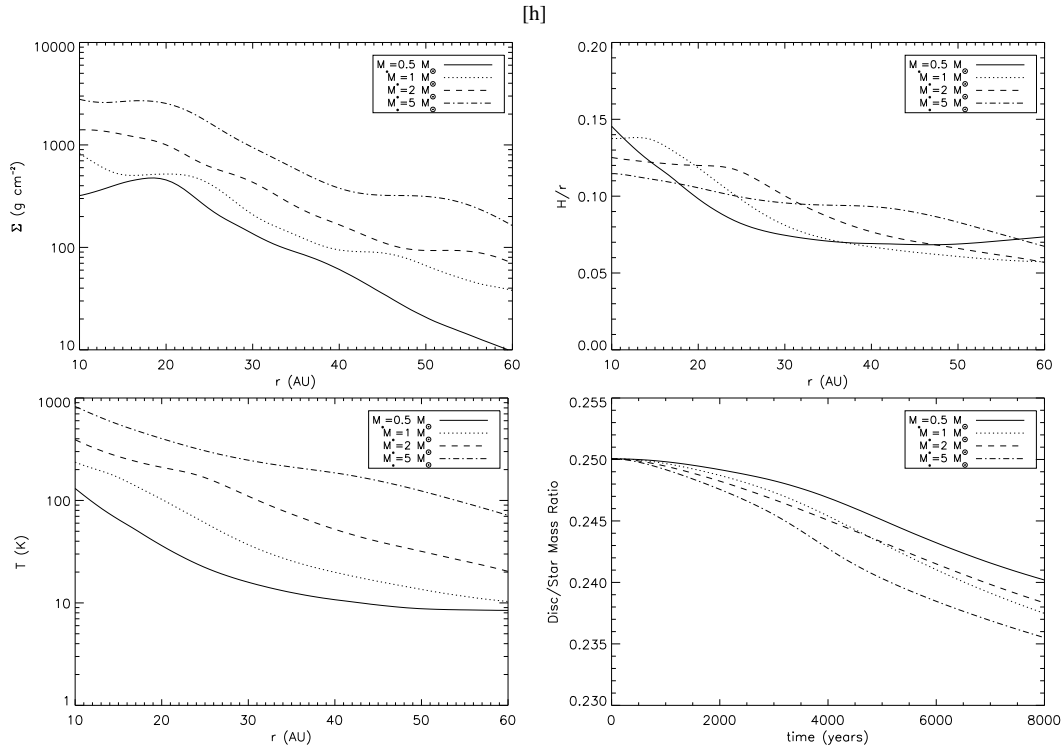 [h]
10000
1000
100
10
Σ (g cm⁻²)
10 20 30 40 50 60
r (AU)
M*=0.5 M☉
M*=1 M☉
M*=2 M☉
M*=5 M☉
0.20
0.15
0.10
0.05
0.00
H/r
10 20 30 40 50 60
r (AU)
M*=0.5 M☉
M*=1 M☉
M*=2 M☉
M*=5 M☉
1000
100
10
1
T (K)
10 20 30 40 50 60
r (AU)
M*=0.5 M☉
M*=1 M☉
M*=2 M☉
M*=5 M☉
0.255
0.250
0.245
0.240
0.235
0.230
Disc/Star Mass Ratio
0 2000 4000 6000 8000
time (years)
M*=0.5 M☉
M*=1 M☉
M*=2 M☉
M*=5 M☉